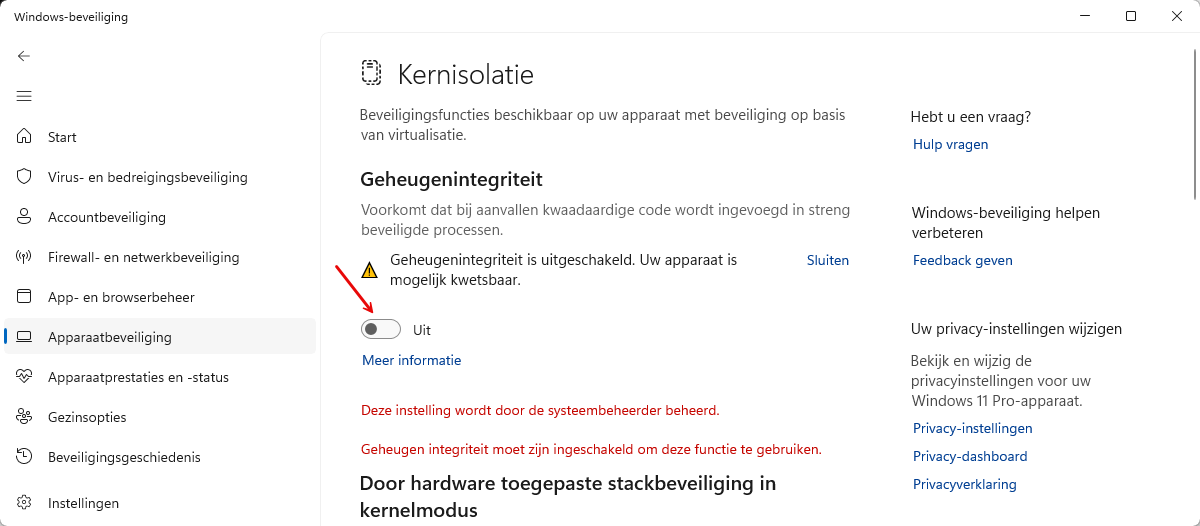 Windows-beveiliging
Start
Virus- en bedreigingsbeveiliging
Accountbeveiliging
Firewall- en netwerkbeveiliging
App- en browserbeheer
Apparaatbeveiliging
Apparaatprestaties en -status
Gezinsopties
Beveiligingsgeschiedenis
Instellingen
Kernisolatie
Beveiligingsfuncties beschikbaar op uw apparaat met beveiliging op basis
van virtualisatie.
Geheugenintegriteit
Voorkomt dat bij aanvallen kwaadaardige code wordt ingevoegd in streng
beveiligde processen.
Geheugenintegriteit is uitgeschakeld. Uw apparaat is
mogelijk kwetsbaar.
Sluiten
Uit
Meer informatie
Deze instelling wordt door de systeembeheerder beheerd.
Geheugen integriteit moet zijn ingeschakeld om deze functie te gebruiken.
Door hardware toegepaste stackbeveiliging in
kernelmodus
Hebt u een vraag?
Hulp vragen
Windows-beveiliging helpen
verbeteren
Feedback geven
Uw privacy-instellingen wijzigen
Bekijk en wijzig de
privacyinstellingen voor uw
Windows 11 Pro-apparaat.
Privacy-instellingen
Privacy-dashboard
Privacyverklaring